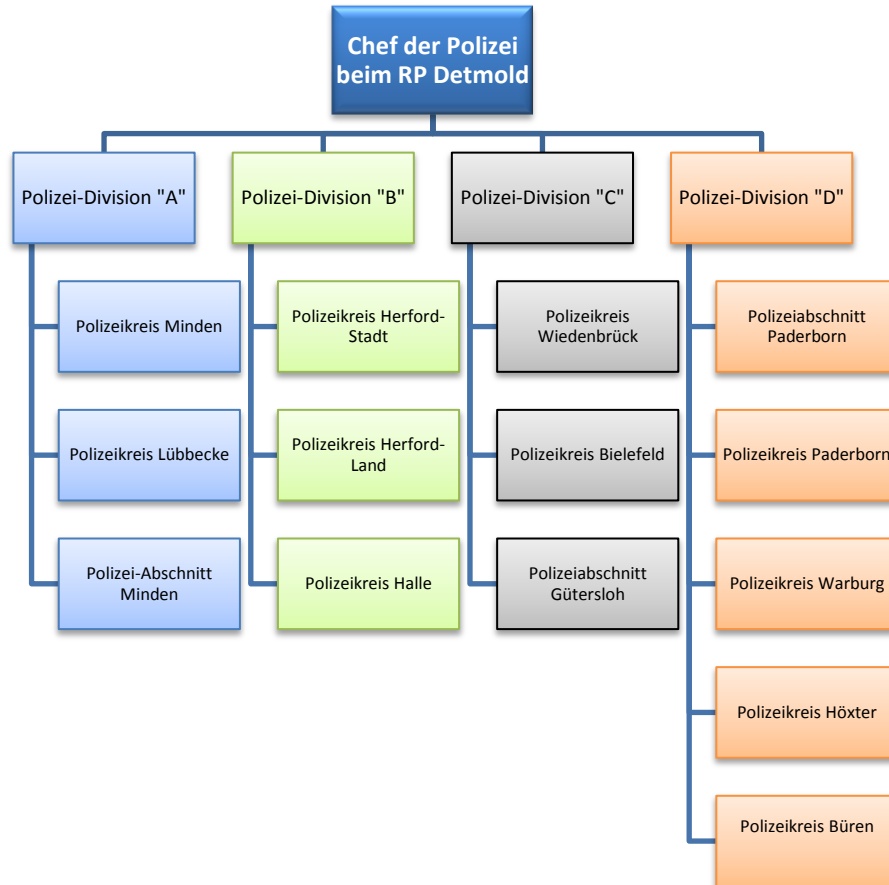 Chef der Polizei
beim RP Detmold
Polizei-Division "A"
Polizeikreis Minden
Polizeikreis Lübbecke
Polizei-Abschnitt
Minden
Polizei-Division "B"
Polizeikreis Herford-
Stadt
Polizeikreis Herford-
Land
Polizeikreis Halle
Polizei-Division "C"
Polizeikreis
Wiedenbrück
Polizeikreis Bielefeld
Polizeiabschnitt
Gütersloh
Polizei-Division "D"
Polizeiabschnitt
Paderborn
Polizeikreis Paderborn
Polizeikreis Warburg
Polizeikreis Höxter
Polizeikreis Büren